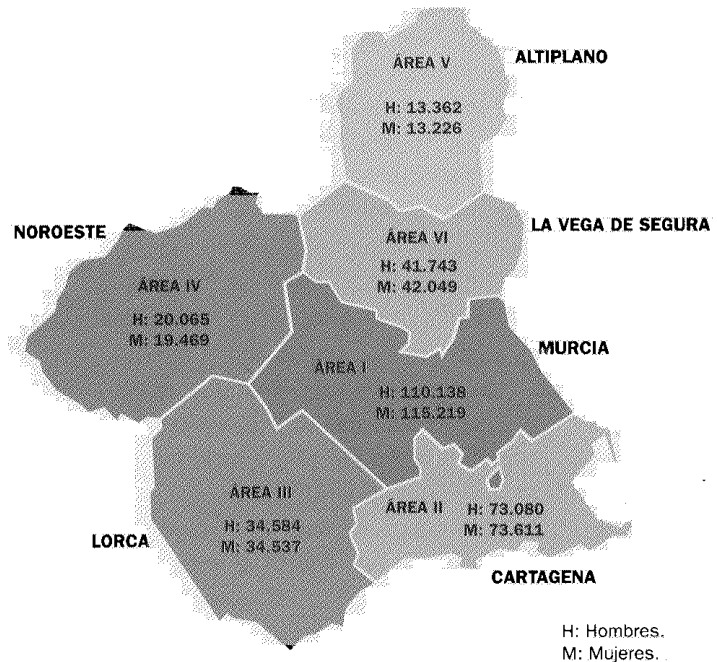 ÁREA V
ALTIPLANO
H: 13.362
M: 13.226
NOROESTE
LA VEGA DE SEGURA
ÁREA VI
H: 41.743
M: 42.049
ÁREA IV
H: 20.065
M: 19.469
MURCIA
ÁREA I
H: 110.138
M: 115.219
ÁREA III
H: 34.584
M: 34.537
ÁREA II
H: 73.080
M: 73.611
LORCA
CARTAGENA
H: Hombres.
M: Mujeres.